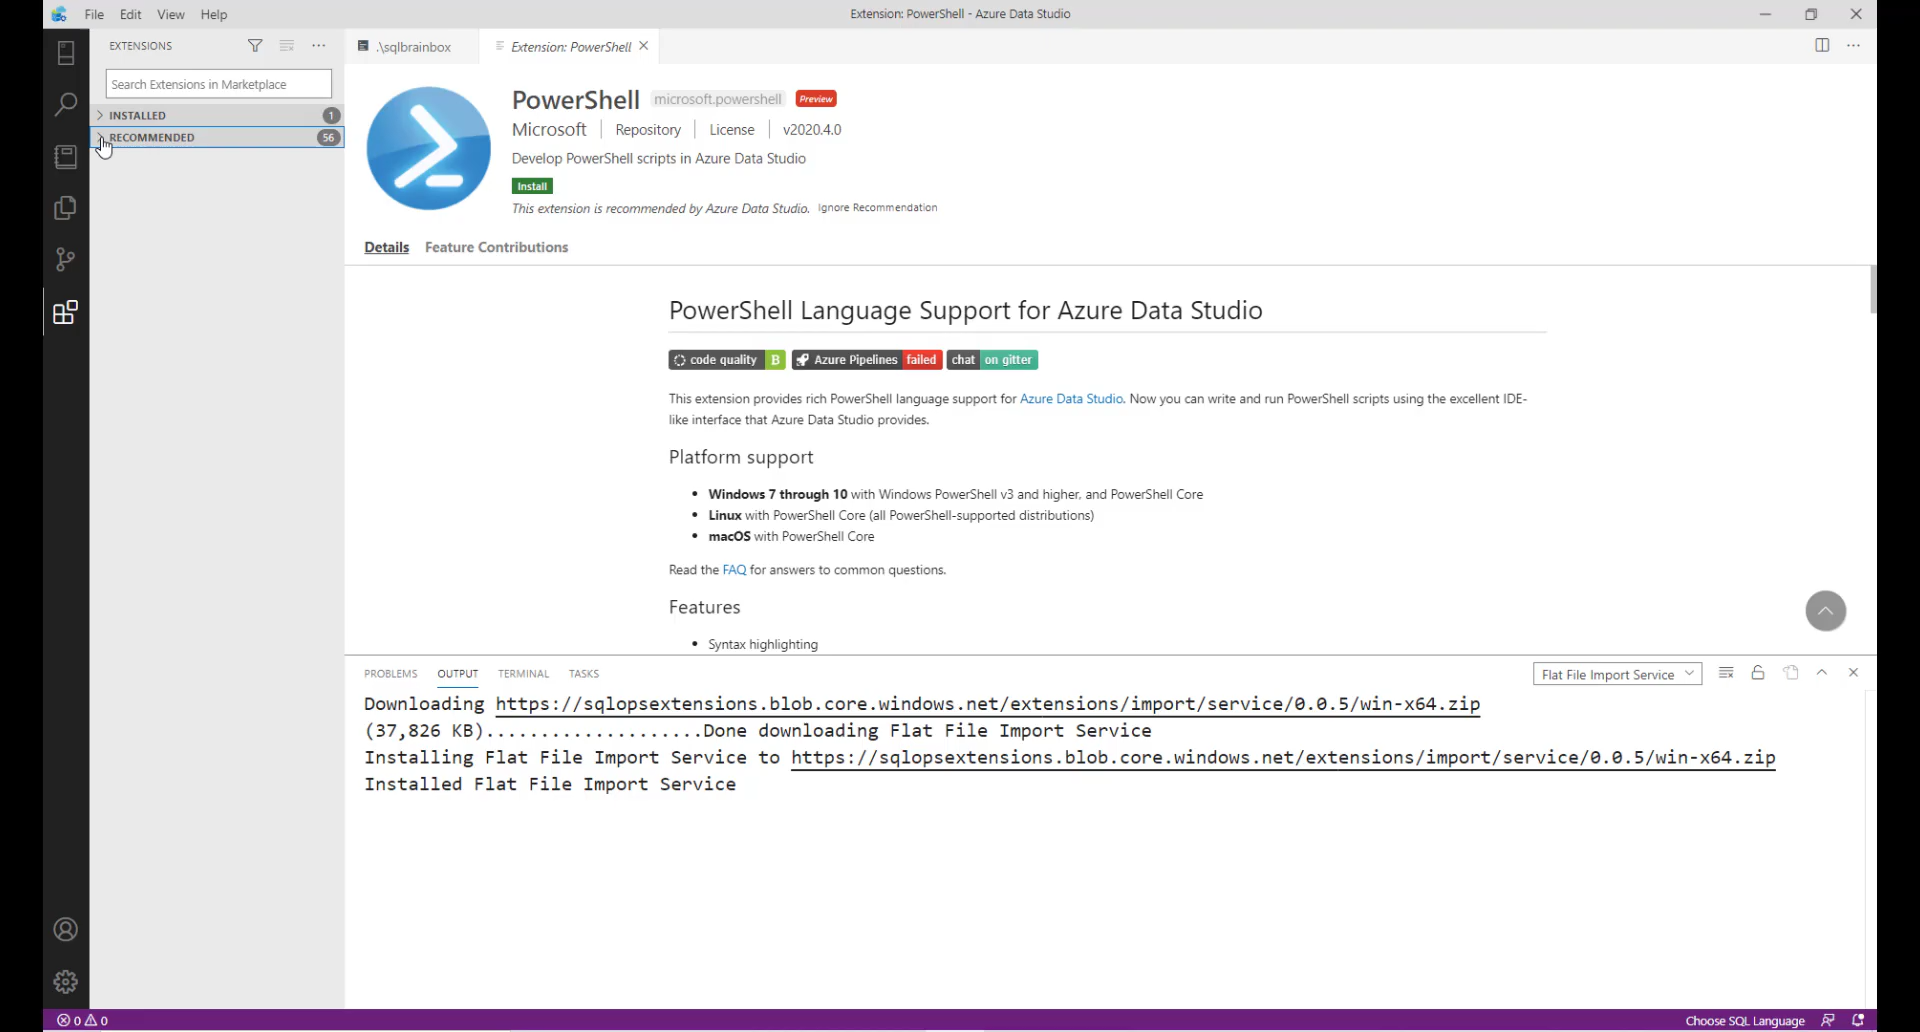 File Edit View Help
Extension: PowerShell - Azure Data Studio
EXTENSIONS
Search Extensions in Marketplace
INSTALLED 1
RECOMMENDED 56
.\sqlbrainbox
Extension: PowerShell
PowerShell microsoft.powershell Preview
Microsoft Repository License v2020.4.0
Develop PowerShell scripts in Azure Data Studio
Install
This extension is recommended by Azure Data Studio. Ignore Recommendation
Details Feature Contributions
PowerShell Language Support for Azure Data Studio
code quality B Azure Pipelines failed chat on gitter
This extension provides rich PowerShell language support for Azure Data Studio. Now you can write and run PowerShell scripts using the excellent IDE-
like interface that Azure Data Studio provides.
Platform support
• Windows 7 through 10 with Windows PowerShell v3 and higher, and PowerShell Core
• Linux with PowerShell Core (all PowerShell-supported distributions)
• macOS with PowerShell Core
Read the FAQ for answers to common questions.
Features
• Syntax highlighting
PROBLEMS OUTPUT TERMINAL TASKS
Flat File Import Service
Downloading https://sqlopsextensions.blob.core.windows.net/extensions/import/service/0.0.5/win-x64.zip
(37,826 KB)....................Done downloading Flat File Import Service
Installing Flat File Import Service to https://sqlopsextensions.blob.core.windows.net/extensions/import/service/0.0.5/win-x64.zip
Installed Flat File Import Service
0 0
Choose SQL Language